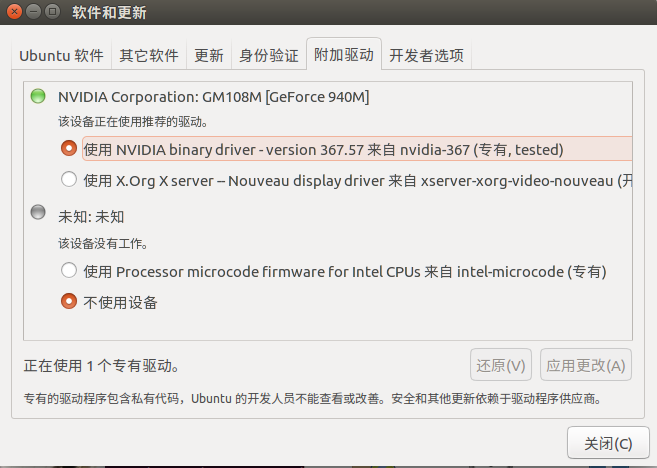 软件和更新
Ubuntu 软件 其它软件 更新 身份验证 附加驱动 开发者选项
NVIDIA Corporation: GM108M [GeForce 940M]
该设备正在使用推荐的驱动。
使用 NVIDIA binary driver - version 367.57 来自 nvidia-367 (专有, tested)
使用 X.Org X server -- Nouveau display driver 来自 xserver-xorg-video-nouveau (开
未知: 未知
该设备没有工作。
使用 Processor microcode firmware for Intel CPUs 来自 intel-microcode (专有)
不使用设备
正在使用 1 个专有驱动。
还原(V) 应用更改(A)
专有的驱动程序包含私有代码，Ubuntu 的开发人员不能查看或改善。安全和其他更新依赖于驱动程序供应商。
关闭(C)